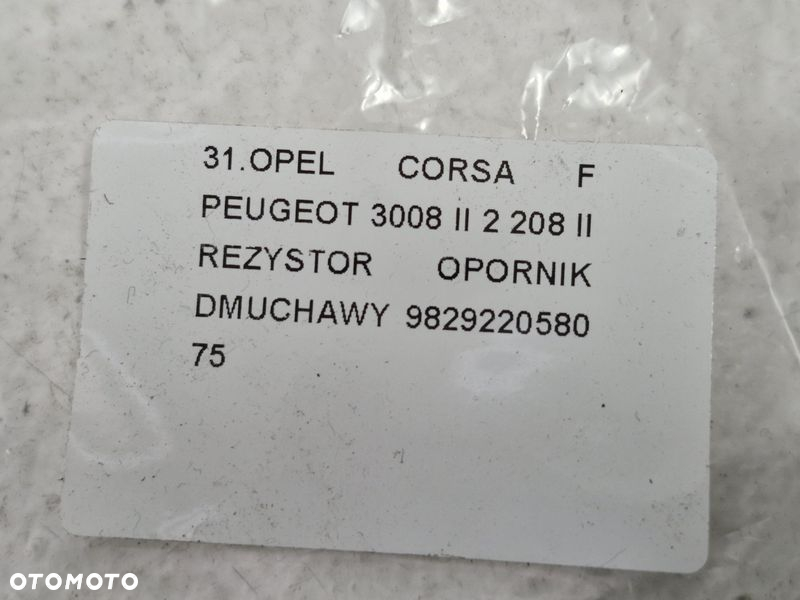 31.OPEL CORSA F
PEUGEOT 3008 II 2 208 II
REZYSTOR OPORNIK
DMUCHAWY 9829220580
75
OTOMOTO